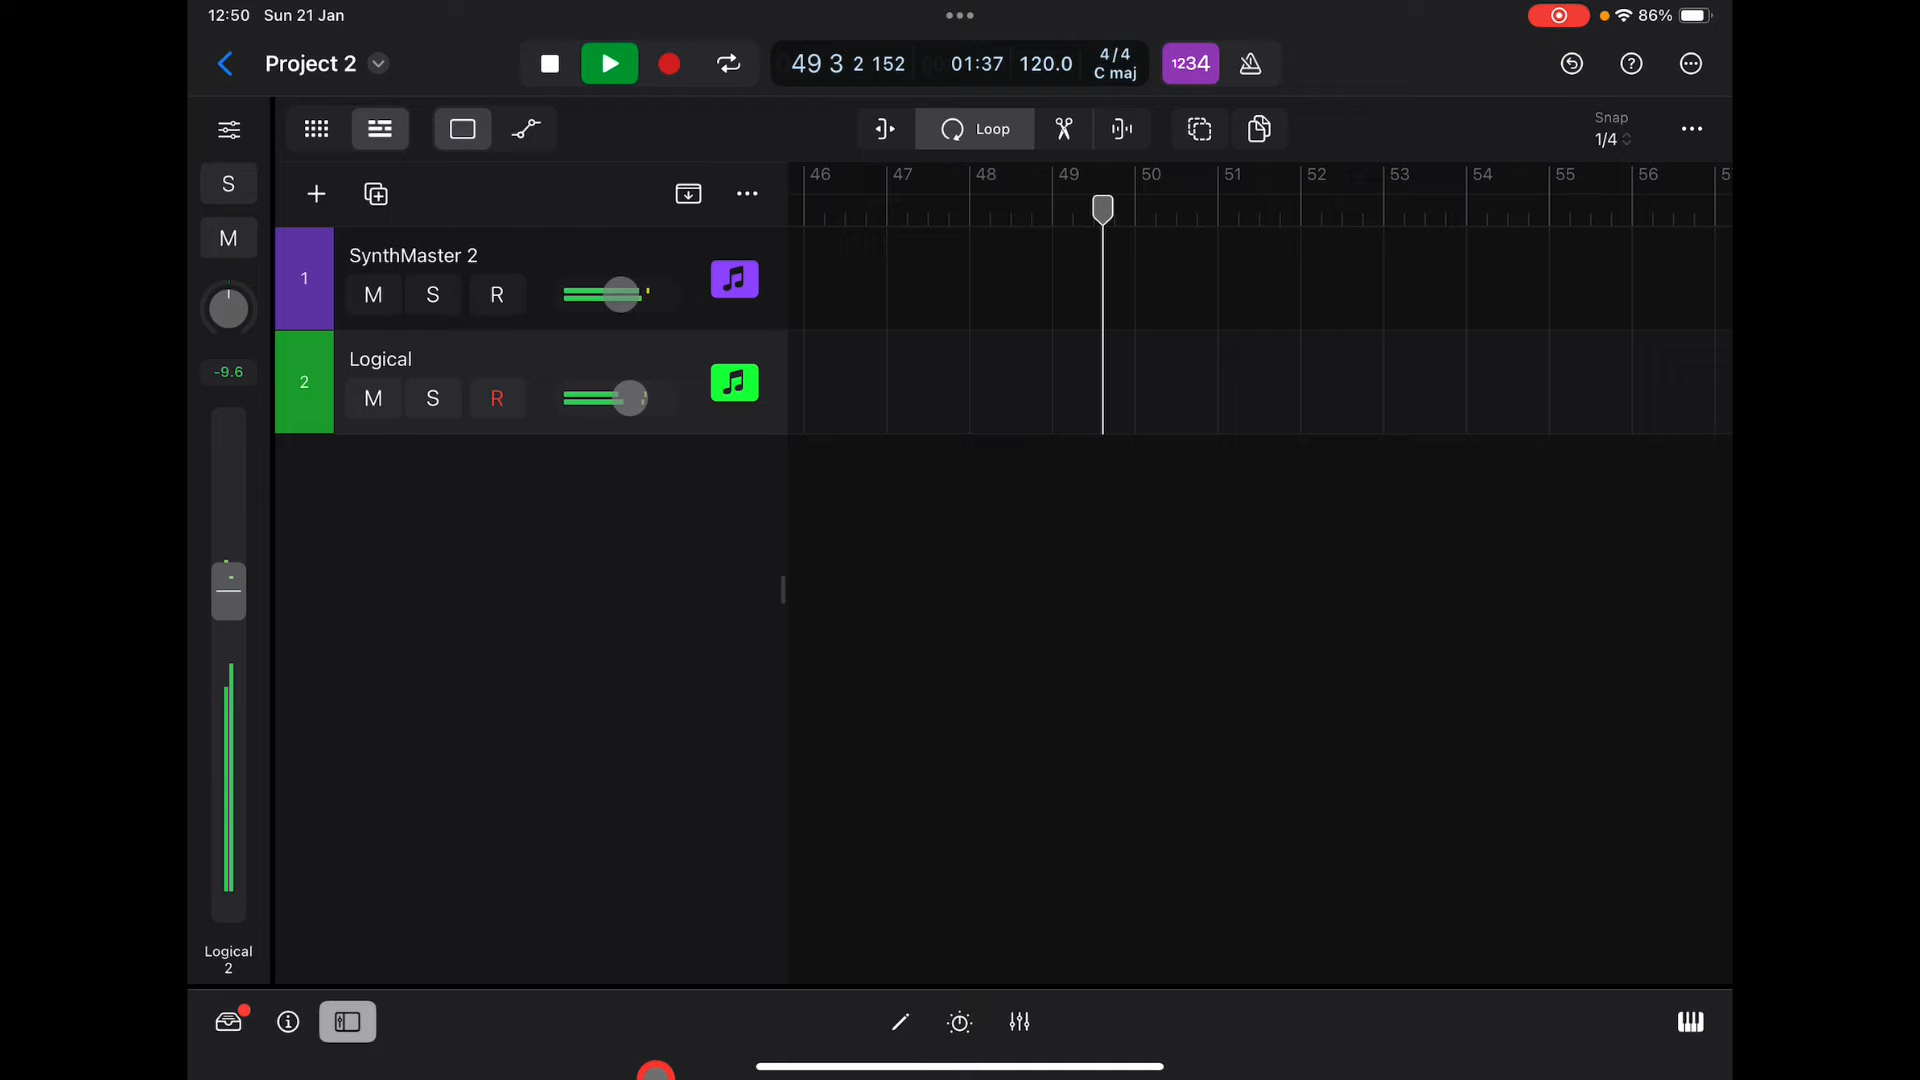 12:50 Sun 21 Jan
86%
Project 2
49 3 2 152
01:37
120.0
4/4
C maj
1234
?
Loop
Snap
1/4
S
46 47 48 49 50 51 52 53 54 55 56 5
M
1
SynthMaster 2
M S R
-9.6
2
Logical
M S R
Logical
2